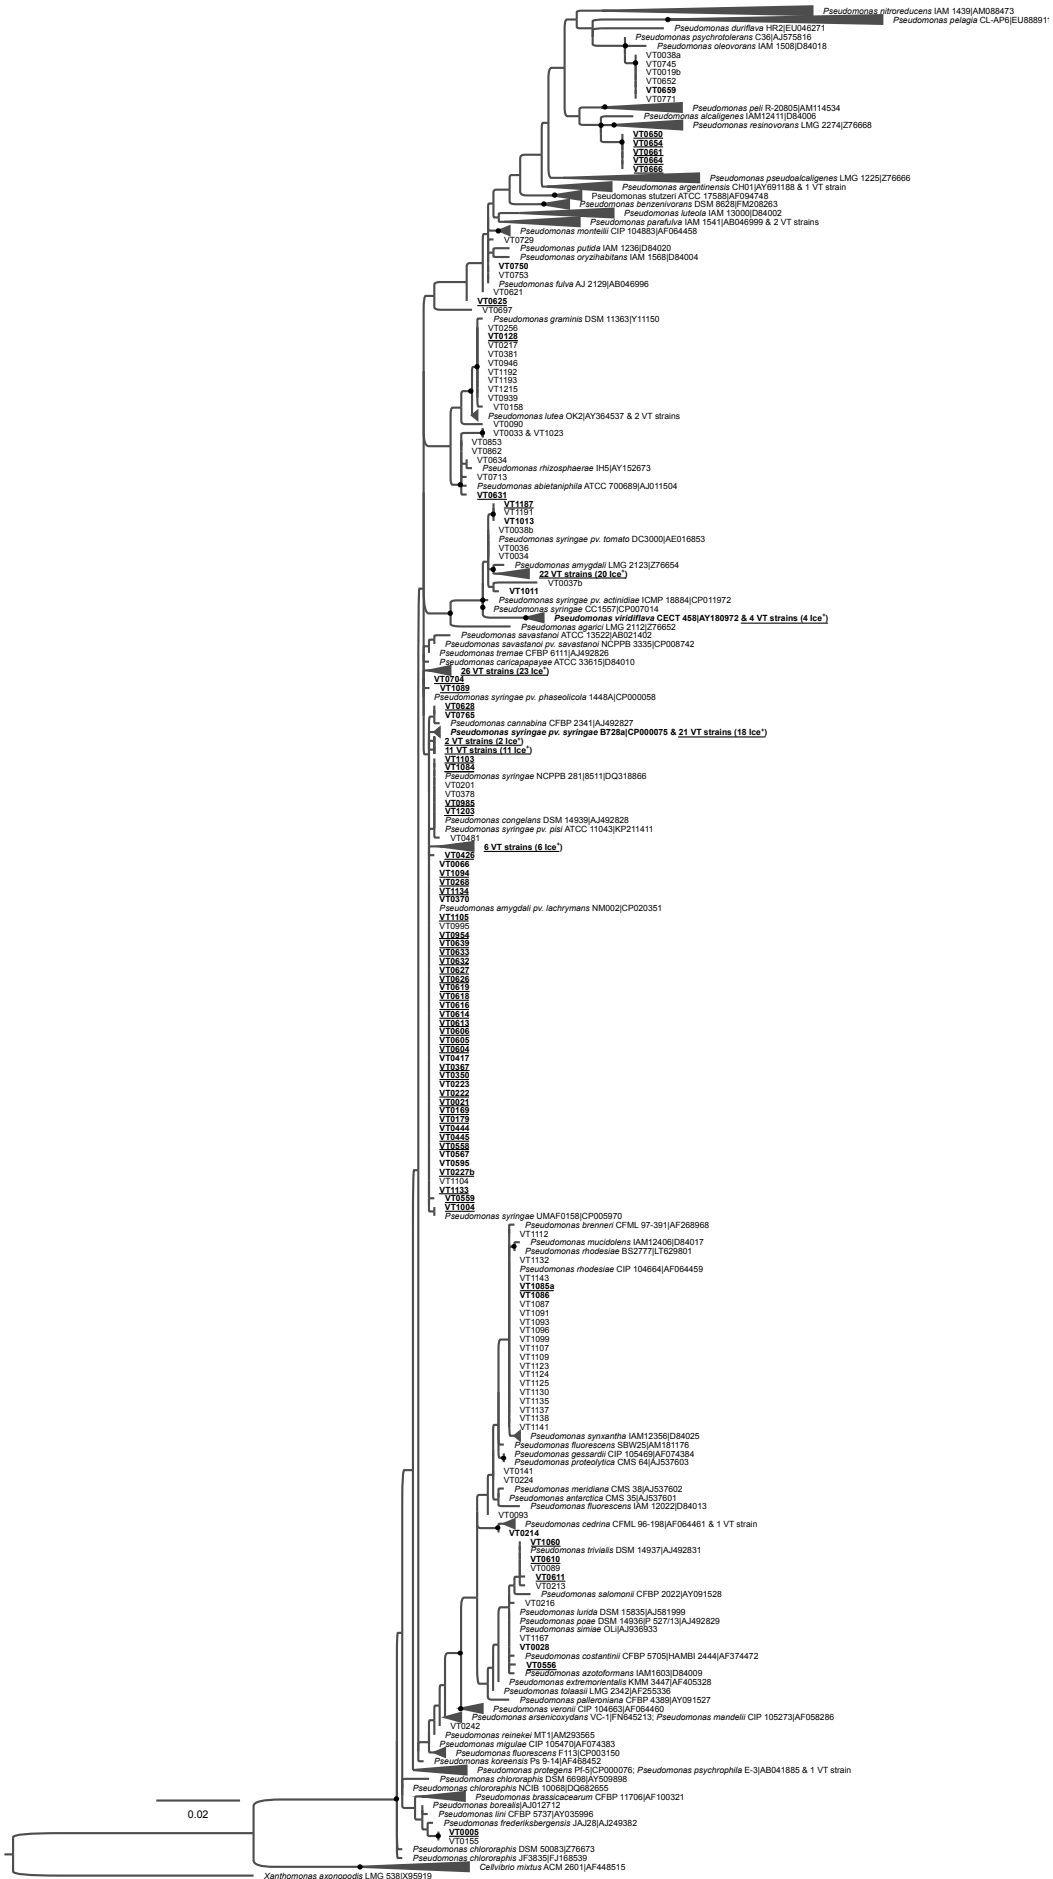 Pseudomonas nitroreducens IAM 1439|AM088473
Pseudomonas pelagia CL-AP6|EU888911
Pseudomonas duriflava HR2|EU046271
Pseudomonas psychrotolerans C36|AJ575816
Pseudomonas oleovorans IAM 1508|D84018
VT0038a
VT0745
VT0019b
VT0652
VT0659
VT0771
Pseudomonas peli R-20805|AM114534
Pseudomonas alcaligenes IAM12411|D84006
Pseudomonas resinovorans LMG 2274|Z76668
VT0650
VT0654
VT0661
VT0664
VT0666
Pseudomonas pseudoalcaligenes LMG 1225|Z76666
Pseudomonas argentinensis CH01|AY691188 & 1 VT strain
Pseudomonas stutzeri ATCC 17588|AF094748
Pseudomonas benzenivorans DSM 8628|FM208263
Pseudomonas luteola IAM 13000|D84002
Pseudomonas parafulva IAM 1541|AB046999 & 2 VT strains
Pseudomonas monteilii CIP 104883|AF064458
VT0729
Pseudomonas putida IAM 1236|D84020
Pseudomonas oryzihabitans IAM 1568|D84004
VT0750
VT0753
Pseudomonas fulva AJ 2129|AB046996
VT0621
VT0625
VT0697
Pseudomonas graminis DSM 11363|Y11150
VT0256
VT0128
VT0217
VT0381
VT0946
VT1192
VT1193
VT1215
VT0939
VT0158
Pseudomonas lutea OK2|AY364537 & 2 VT strains
VT0090
VT0033 & VT1023
VT0853
VT0862
VT0634
Pseudomonas rhizosphaerae IH5|AY152673
VT0713
Pseudomonas abietaniphila ATCC 700689|AJ011504
VT0631
VT1187
VT1191
VT1013
VT0038b
Pseudomonas syringae pv. tomato DC3000|AE016853
VT0036
VT0034
Pseudomonas amygdali LMG 2123|Z76654
22 VT strains (20 Ice+)
VT0037b
VT1011
Pseudomonas syringae pv. actinidiae ICMP 18884|CP011972
Pseudomonas syringae CC1557|CP007014
Pseudomonas viridiflava CECT 458|AY180972 & 4 VT strains (4 Ice+)
Pseudomonas agarici LMG 2112|Z76652
Pseudomonas savastanoi ATCC 13522|AB021402
Pseudomonas savastanoi pv. savastanoi NCPPB 3335|CP008742
Pseudomonas tremae CFBP 6111|AJ492826
Pseudomonas caricapapayae ATCC 33615|D84010
26 VT strains (23 Ice+)
VT0704
VT1089
Pseudomonas syringae pv. phaseolicola 1448A|CP000058
VT0628
VT0765
Pseudomonas cannabina CFBP 2341|AJ492827
Pseudomonas syringae pv. syringae B728a|CP000075 & 21 VT strains (18 Ice+)
2 VT strains (2 Ice+)
11 VT strains (11 Ice+)
VT1103
VT1084
Pseudomonas syringae NCPPB 281|8511|DQ318866
VT0201
VT0378
VT0985
VT1203
Pseudomonas congelans DSM 14939|AJ492828
Pseudomonas syringae pv. pisi ATCC 11043|KP211411
VT0481
6 VT strains (6 Ice+)
VT0426
VT0066
VT1094
VT0268
VT1134
VT0370
Pseudomonas amygdali pv. lachrymans NM002|CP020351
VT1105
VT0995
VT0954
VT0639
VT0633
VT0632
VT0627
VT0626
VT0619
VT0618
VT0616
VT0614
VT0613
VT0606
VT0605
VT0604
VT0417
VT0367
VT0350
VT0223
VT0222
VT0021
VT0169
VT0179
VT0444
VT0445
VT0558
VT0567
VT0595
VT0227b
VT1104
VT1133
VT0559
VT1004
Pseudomonas syringae UMAF0158|CP005970
Pseudomonas brenneri CFML 97-391|AF268968
VT1112
Pseudomonas mucidolens IAM12406|D84017
Pseudomonas rhodesiae BS2777|LT629801
VT1132
Pseudomonas rhodesiae CIP 104664|AF064459
VT1143
VT1085a
VT1086
VT1087
VT1091
VT1093
VT1096
VT1099
VT1107
VT1109
VT1123
VT1124
VT1125
VT1130
VT1135
VT1137
VT1138
VT1141
Pseudomonas synxantha IAM12356|D84025
Pseudomonas fluorescens SBW25|AM181176
Pseudomonas gessardii CIP 105469|AF074384
Pseudomonas proteolytica CMS 64|AJ537603
VT0141
VT0224
Pseudomonas meridiana CMS 38|AJ537602
Pseudomonas antarctica CMS 35|AJ537601
Pseudomonas fluorescens IAM 12022|D84013
VT0093
Pseudomonas cedrina CFML 96-198|AF064461 & 1 VT strain
VT0214
VT1060
Pseudomonas trivialis DSM 14937|AJ492831
VT0610
VT0089
VT0611
VT0213
Pseudomonas salomonii CFBP 2022|AY091528
VT0216
Pseudomonas lurida DSM 15835|AJ581999
Pseudomonas poae DSM 14936|P 527/13|AJ492829
Pseudomonas simiae OLi|AJ936933
VT1167
VT0028
Pseudomonas costantinii CFBP 5705|HAMBI 2444|AF374472
VT0556
Pseudomonas azotoformans IAM1603|D84009
Pseudomonas extremorientalis KMM 3447|AF405328
Pseudomonas tolaasii LMG 2342|AF255336
Pseudomonas palleroniana CFBP 4389|AY091527
Pseudomonas veronii CIP 104663|AF064460
Pseudomonas arsenicoxydans VC-1|FN645213; Pseudomonas mandelii CIP 105273|AF058286
VT0242
Pseudomonas reinekei MT1|AM293565
Pseudomonas migulae CIP 105470|AF074383
Pseudomonas fluorescens F113|CP003150
Pseudomonas koreensis Ps 9-14|AF468452
Pseudomonas protegens Pf-5|CP000076; Pseudomonas psychrophila E-3|AB041885 & 1 VT strain
Pseudomonas chlororaphis DSM 6698|AY509898
Pseudomonas chlororaphis NCIB 10068|DQ682655
Pseudomonas brassicacearum CFBP 11706|AF100321
Pseudomonas borealis|AJ012712
Pseudomonas lini CFBP 5737|AY035996
Pseudomonas frederiksbergensis JAJ28|AJ249382
VT0005
VT0155
Pseudomonas chlororaphis DSM 50083|Z76673
Pseudomonas chlororaphis JF3835|FJ168539
Cellvibrio mixtus ACM 2601|AF448515
Xanthomonas axonopodis LMG 538|X95919
0.02